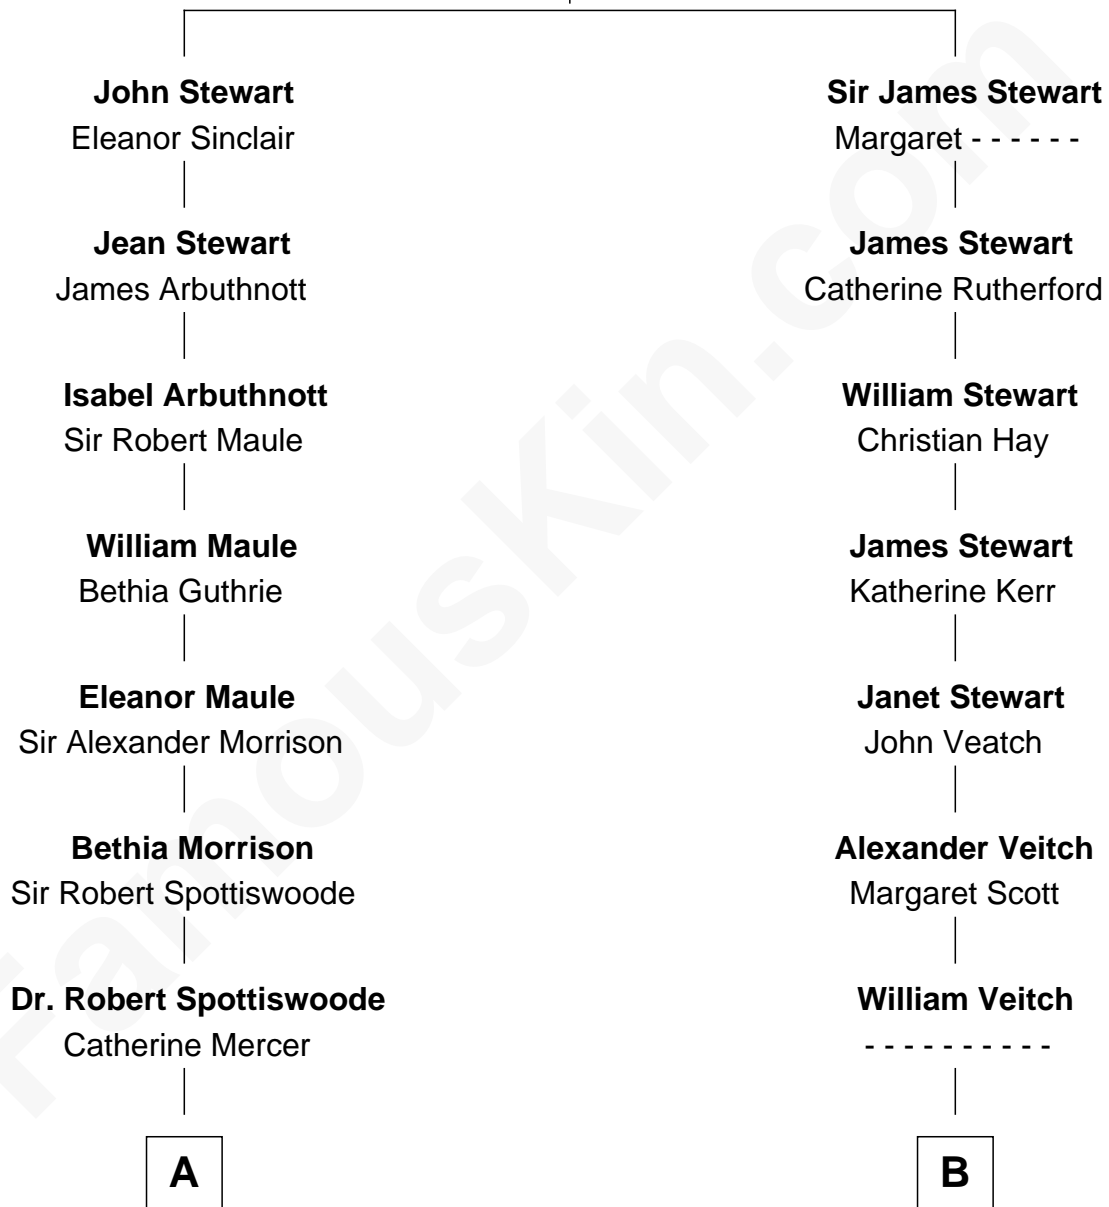 John Stewart
Eleanor Sinclair
Jean Stewart
James Arbuthnott
Isabel Arbuthnott
Sir Robert Maule
William Maule
Bethia Guthrie
Eleanor Maule
Sir Alexander Morrison
Bethia Morrison
Sir Robert Spottiswoode
Dr. Robert Spottiswoode
Catherine Mercer
A
Sir James Stewart
Margaret - - - - - -
James Stewart
Catherine Rutherford
William Stewart
Christian Hay
James Stewart
Katherine Kerr
Janet Stewart
John Veatch
Alexander Veitch
Margaret Scott
William Veitch
- - - - - - - - - -
B
FamousKin.com